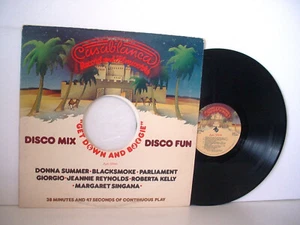 Casablanca
"GET DOWN AND BOOGIE"
DISCO MIX
DISCO FUN
DONNA SUMMER · BLACKSMOKE · PARLIAMENT
GIORGIO · JEANNIE REYNOLDS · ROBERTA KELLY
· MARGARET SINGANA ·
28 MINUTES AND 47 SECONDS OF CONTINUOUS PLAY